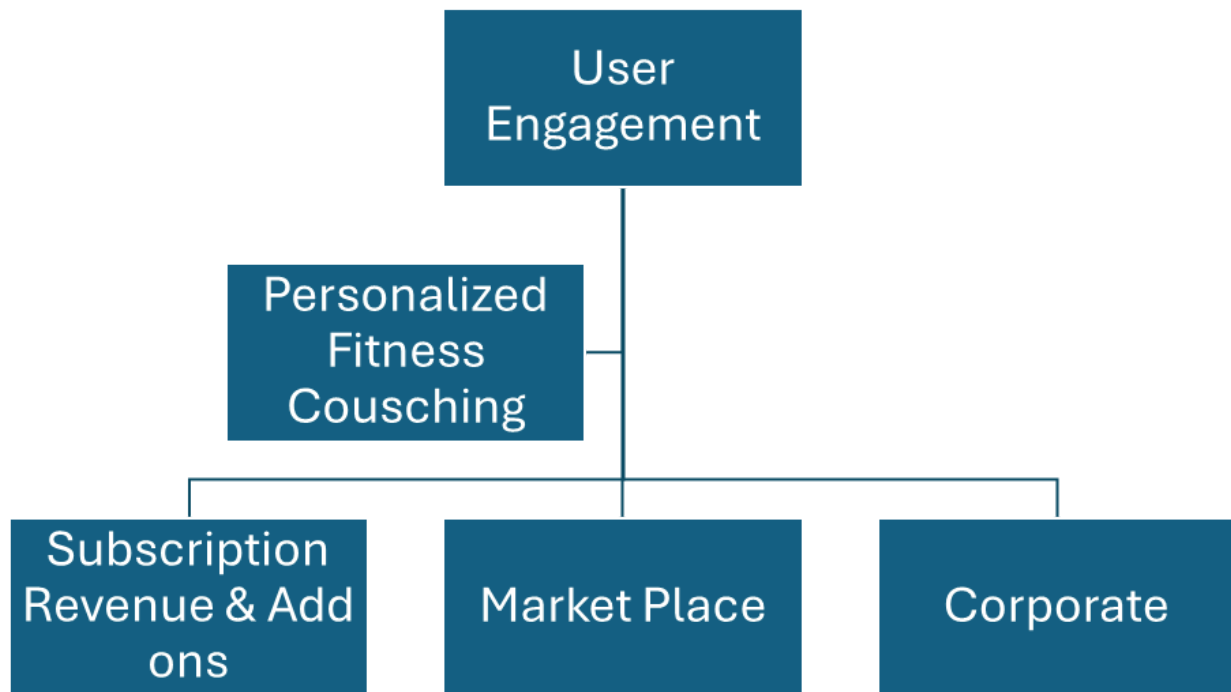 User
Engagement
Personalized
Fitness
Cousching
Subscription
Revenue & Add
ons
Market Place
Corporate